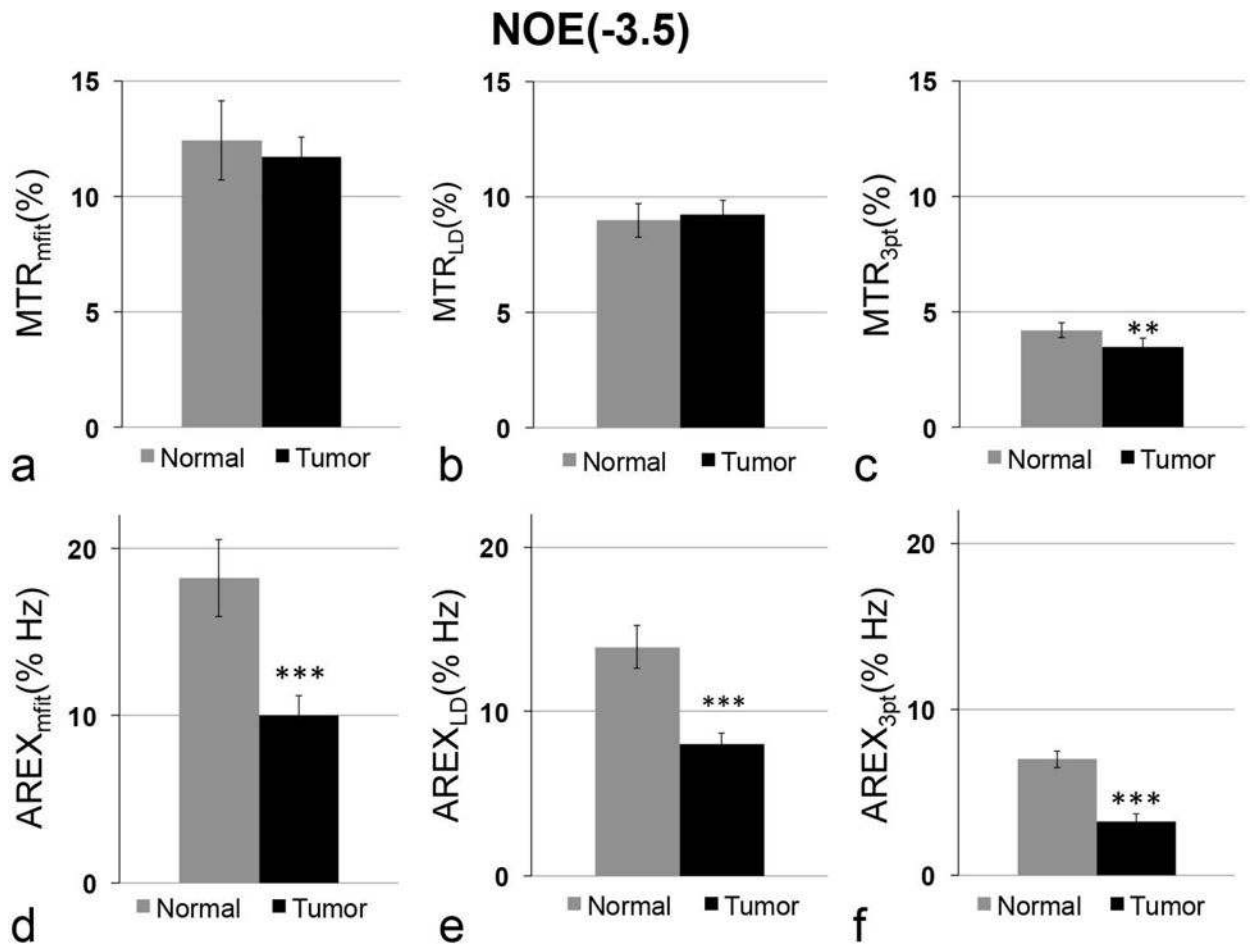 NOE(-3.5)
MTRmfit(%)
15
10
5
0
Normal Tumor
a
MTRLD(%)
15
10
5
0
Normal Tumor
b
MTR3pt(%)
15
10
5
0
**
Normal Tumor
c
AREXmfit(% Hz)
20
10
0
***
Normal Tumor
d
AREXLD(% Hz)
20
10
0
***
Normal Tumor
e
AREX3pt(% Hz)
20
10
0
***
Normal Tumor
f